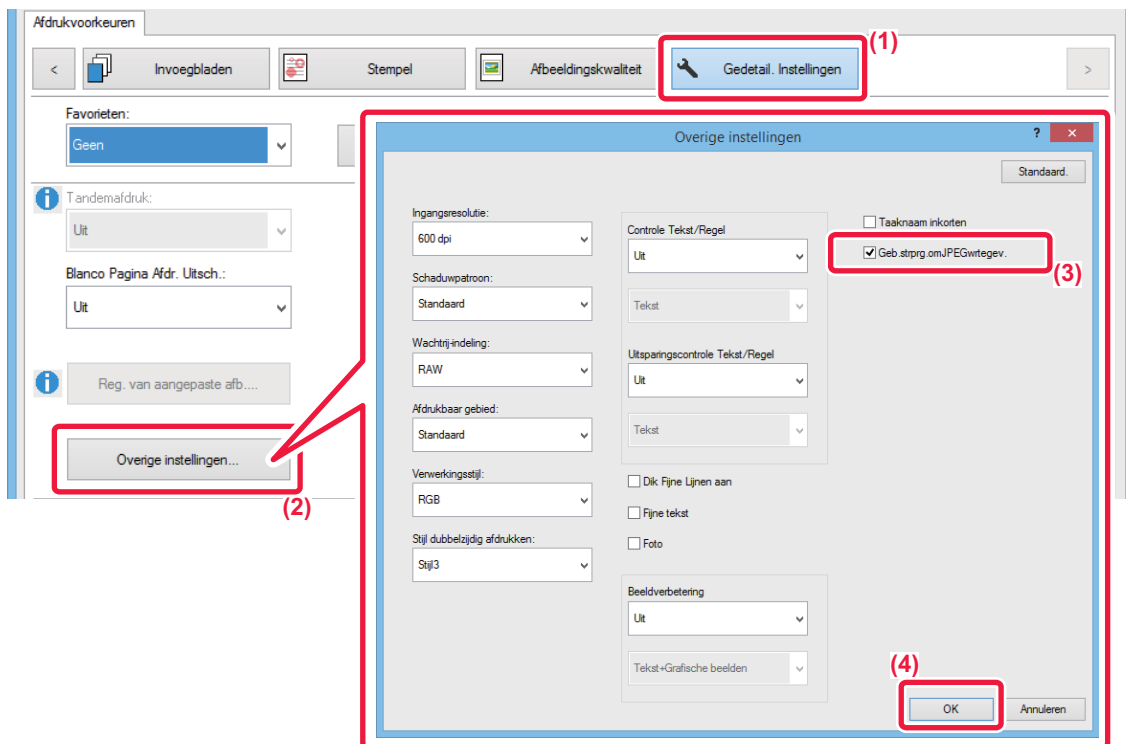 Afdrukvoorkeuren
(1)
<
Invoegbladen
Stempel
Afbeeldingskwaliteit
Gedetail. Instellingen
>
Favorieten:
Geen
Tandemafdruk:
Uit
Blanco Pagina Afdr. Uitsch.:
Uit
Reg. van aangepaste afb....
Overige instellingen...
(2)
Overige instellingen
?
×
Standaard.
Ingangsresolutie:
600 dpi
Schaduwpatroon:
Standaard
Wachtrij-indeling:
RAW
Afdrukbaar gebied:
Standaard
Verwerkingsstijl:
RGB
Stijl dubbelzijdig afdrukken:
Stijl3
Controle Tekst/Regel
Uit
Tekst
Uitsparingscontrole Tekst/Regel
Uit
Tekst
Dik Fijne Lijnen aan
Fijne tekst
Foto
Beeldverbetering
Uit
Tekst+Grafische beelden
Taaknaam inkorten
Geb.strprg.omJPEGwrtegev.
(3)
(4)
OK
Annuleren